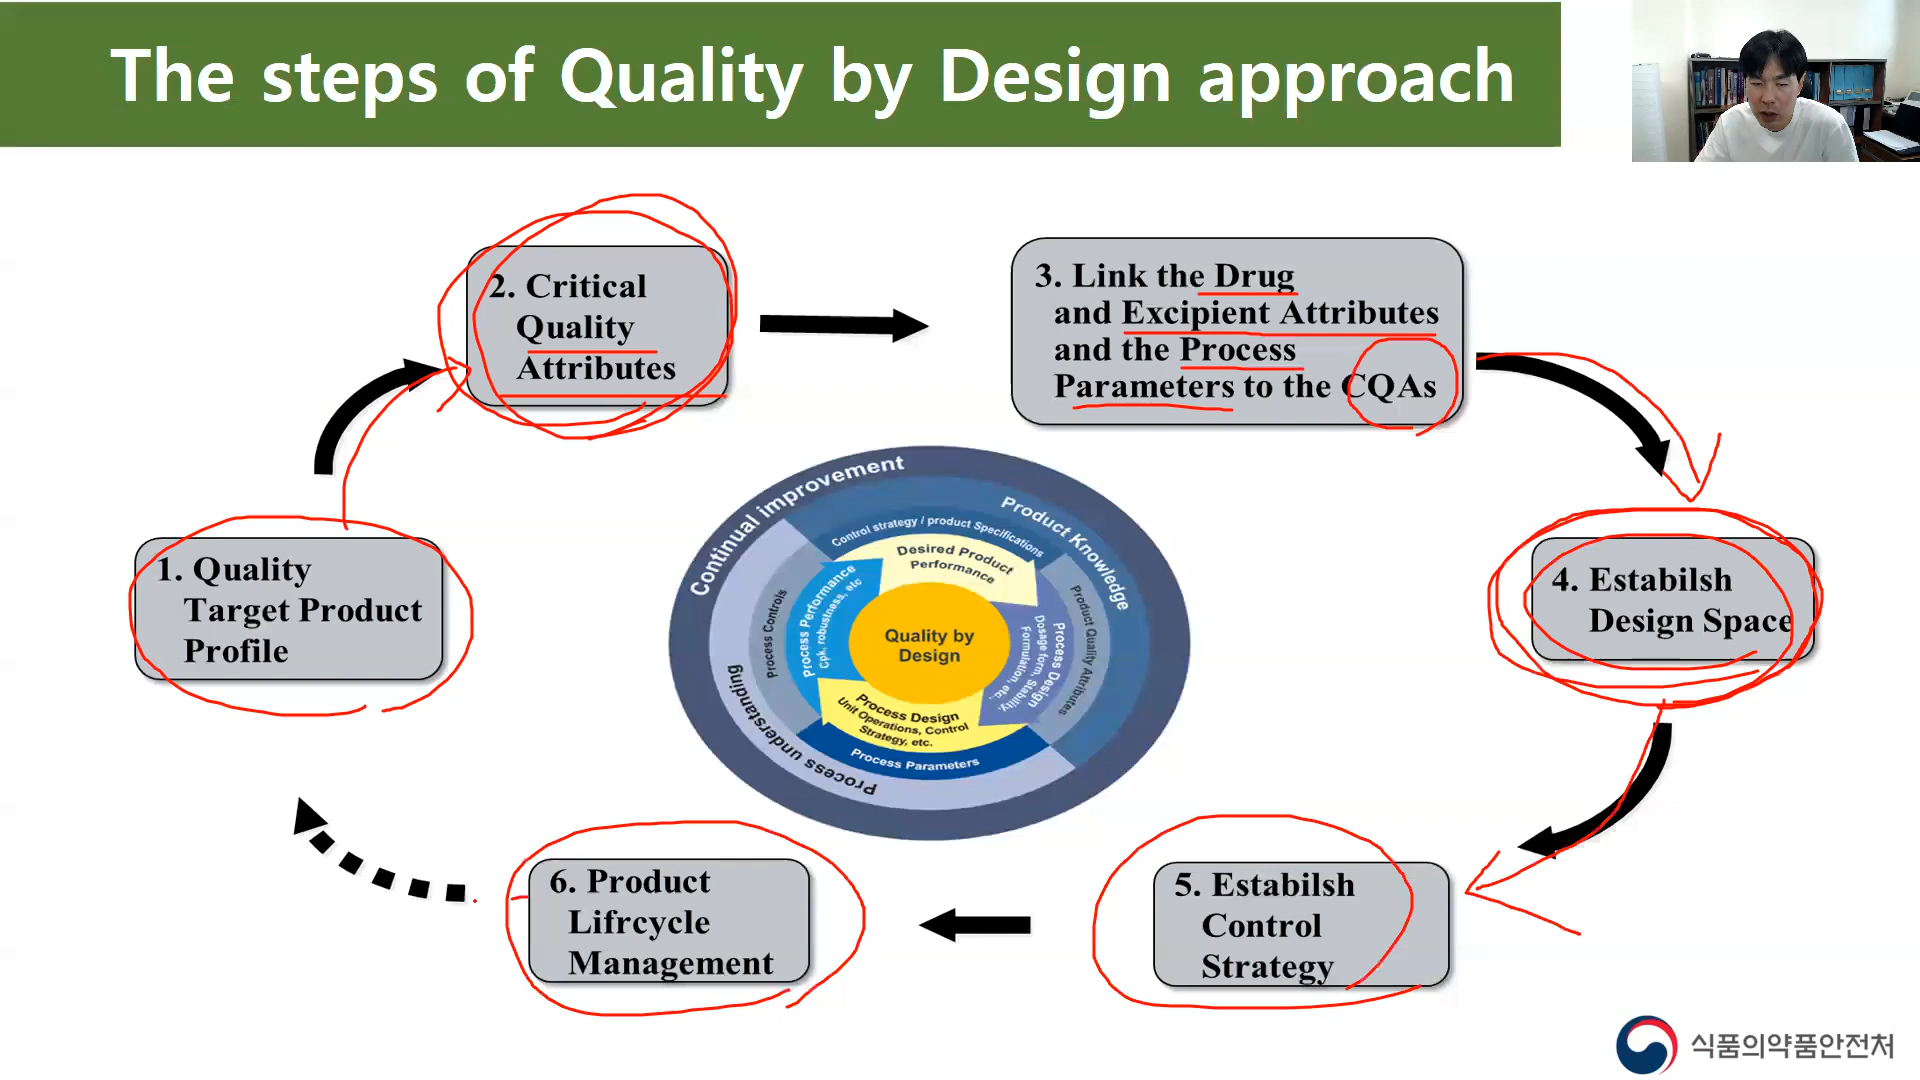 The steps of Quality by Design approach
1. Quality
Target Product
Profile
2. Critical
Quality
Attributes
3. Link the Drug
and Excipient Attributes
and the Process
Parameters to the CQAs
4. Estabilsh
Design Space
5. Estabilsh
Control
Strategy
6. Product
Lifrcycle
Management
Continual improvement
Product Knowledge
Process understanding
Control strategy / product Specifications
Product Quality Attributes
Process Parameters
Process Controls
Desired Product
Performance
Process Design
Dosage form, Stability,
Formulation, etc.,
Process Design
Unit Operations, Control
Strategy, etc.
Process Performance
Cpk, robustness, etc
Quality by
Design
식품의약품안전처